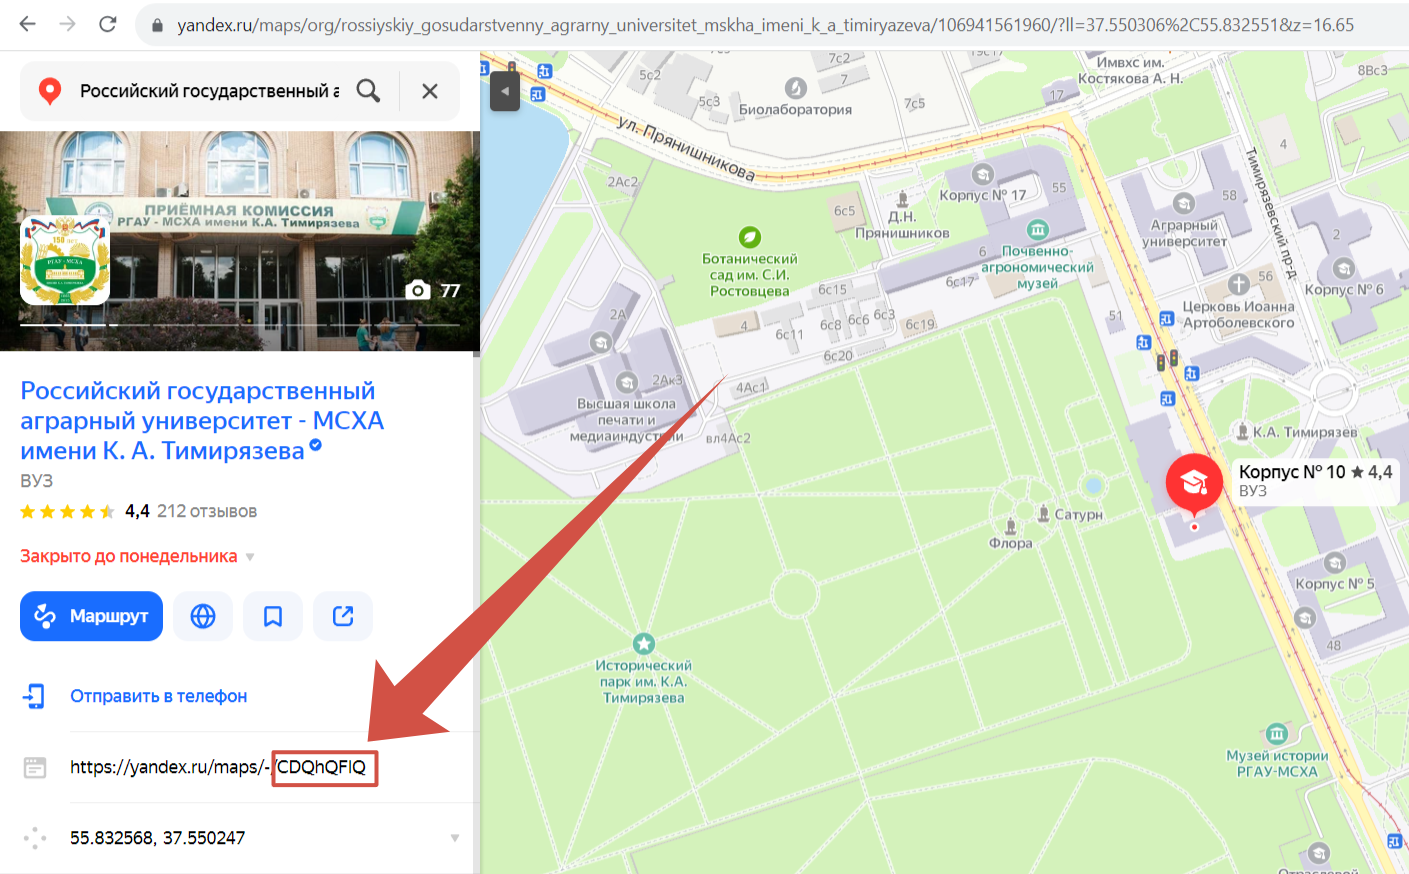 yandex.ru/maps/org/rossiyskiy_gosudarstvenny_agrarny_universitet_mskha_imeni_k_a_timiryazeva/106941561960/?ll=37.550306%2C55.832551&z=16.65
Российский государственный а
ПРИЁМНАЯ КОМИССИЯ
РГАУ - МСХА имени К.А. Тимирязева
150 лет
РГАУ - МСХА
77
Российский государственный
аграрный университет - МСХА
имени К. А. Тимирязева
ВУЗ
4,4 212 отзывов
Закрыто до понедельника
Маршрут
Отправить в телефон
https://yandex.ru/maps/-/CDQhQFIQ
55.832568, 37.550247
5с2
7с2
7
5с3
Биолаборатория
7с5
17
Имвхс им.
Костякова А. Н.
8Вс3
4
ул. Прянишникова
2Ас2
6с5
Д.Н.
Прянишников
Корпус № 17
55
58
Аграрный
университет
Тимирязевский пр-д
2
Корпус № 6
Ботанический
сад им. С.И.
Ростовцева
6
Почвенно-
агрономический
музей
56
Церковь Иоанна
Артоболевского
6с15
6с17
2А
4
6с11
6с8
6с6
6с3
6с19
51
6с20
2Ак3
4Ас1
Высшая школа
печати и
медиаиндустрии
вл4Ас2
К.А. Тимирязев
Корпус № 10 4,4
ВУЗ
Сатурн
Флора
Корпус № 5
48
Исторический
парк им. К.А.
Тимирязева
Музей истории
РГАУ-МСХА
Отраслевой